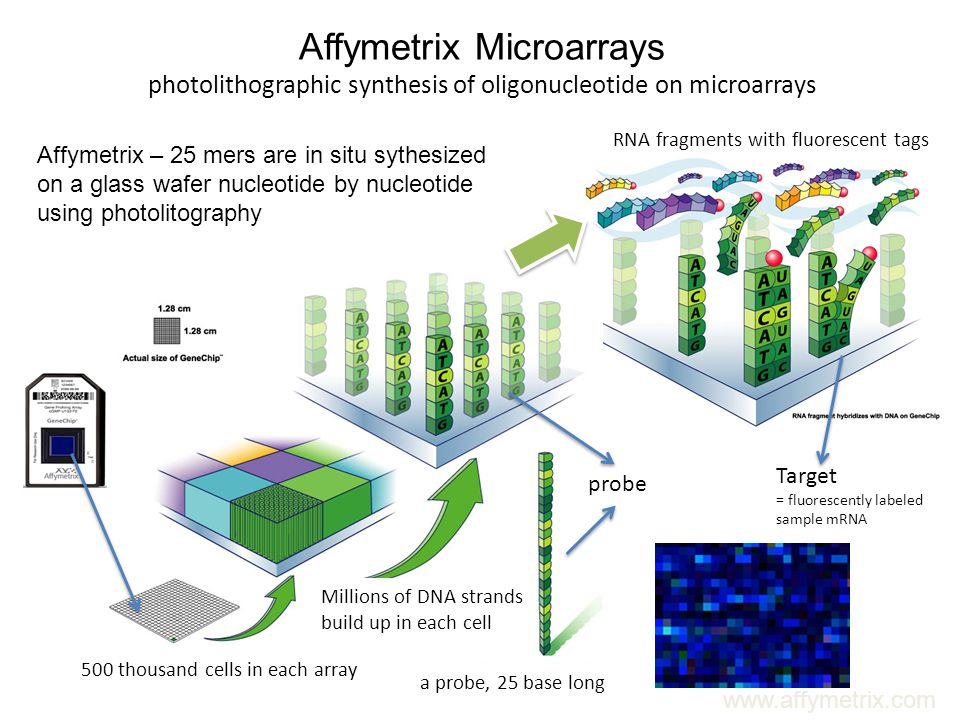 Affymetrix Microarrays
photolithographic synthesis of oligonucleotide on microarrays
RNA fragments with fluorescent tags
Affymetrix – 25 mers are in situ sythesized
on a glass wafer nucleotide by nucleotide
using photolitography
1.28 cm
1.28 cm
Actual size of GeneChip™
GeneChip®
Affymetrix
A T C A T G
A T C A T G
A T C A T G
A T C A T G
A T C A T G
A T C A T G
U A G U A C
A T C A T G
A T C A T G
U A G U A C
A T C A T G
U A G U A C
RNA fragment hybridizes with DNA on GeneChip
probe
Target
= fluorescently labeled
sample mRNA
Millions of DNA strands
build up in each cell
500 thousand cells in each array
a probe, 25 base long
www.affymetrix.com